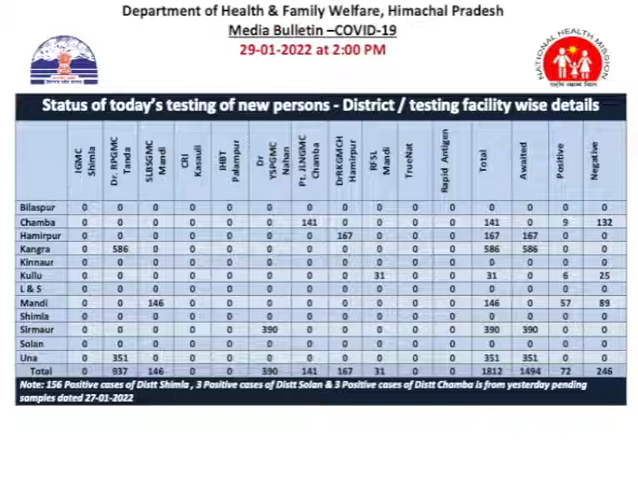 Department of Health & Family Welfare, Himachal Pradesh
Media Bulletin –COVID-19
29-01-2022 at 2:00 PM
NATIONAL HEALTH MISSION
राष्ट्रीय स्वास्थ्य मिशन
Status of today's testing of new persons - District / testing facility wise details
IGMC Shimla Dr. RPGMC Tanda SLBSGMC Mandi CRI Kasauli IHBT Palampur Dr YSPGMC Nahan Pt. JLNGMC Chamba DrRKGMCH Hamirpur RFSL Mandi TrueNat Rapid Antigen Total Awaited Positive Negative
Bilaspur 0 0 0 0 0 0 0 0 0 0 0 0 0 0 0
Chamba 0 0 0 0 0 0 141 0 0 0 0 141 0 9 132
Hamirpur 0 0 0 0 0 0 0 167 0 0 0 167 167 0 0
Kangra 0 586 0 0 0 0 0 0 0 0 0 586 586 0 0
Kinnaur 0 0 0 0 0 0 0 0 0 0 0 0 0 0 0
Kullu 0 0 0 0 0 0 0 0 31 0 0 31 0 6 25
L & S 0 0 0 0 0 0 0 0 0 0 0 0 0 0 0
Mandi 0 0 146 0 0 0 0 0 0 0 0 146 0 57 89
Shimla 0 0 0 0 0 0 0 0 0 0 0 0 0 0 0
Sirmaur 0 0 0 0 0 390 0 0 0 0 0 390 390 0 0
Solan 0 0 0 0 0 0 0 0 0 0 0 0 0 0 0
Una 0 351 0 0 0 0 0 0 0 0 0 351 351 0 0
Total 0 937 146 0 0 390 141 167 31 0 0 1812 1494 72 246
Note: 156 Positive cases of Distt Shimla , 3 Positive cases of Distt Solan & 3 Positive cases of Distt Chamba is from yesterday pending
samples dated 27-01-2022